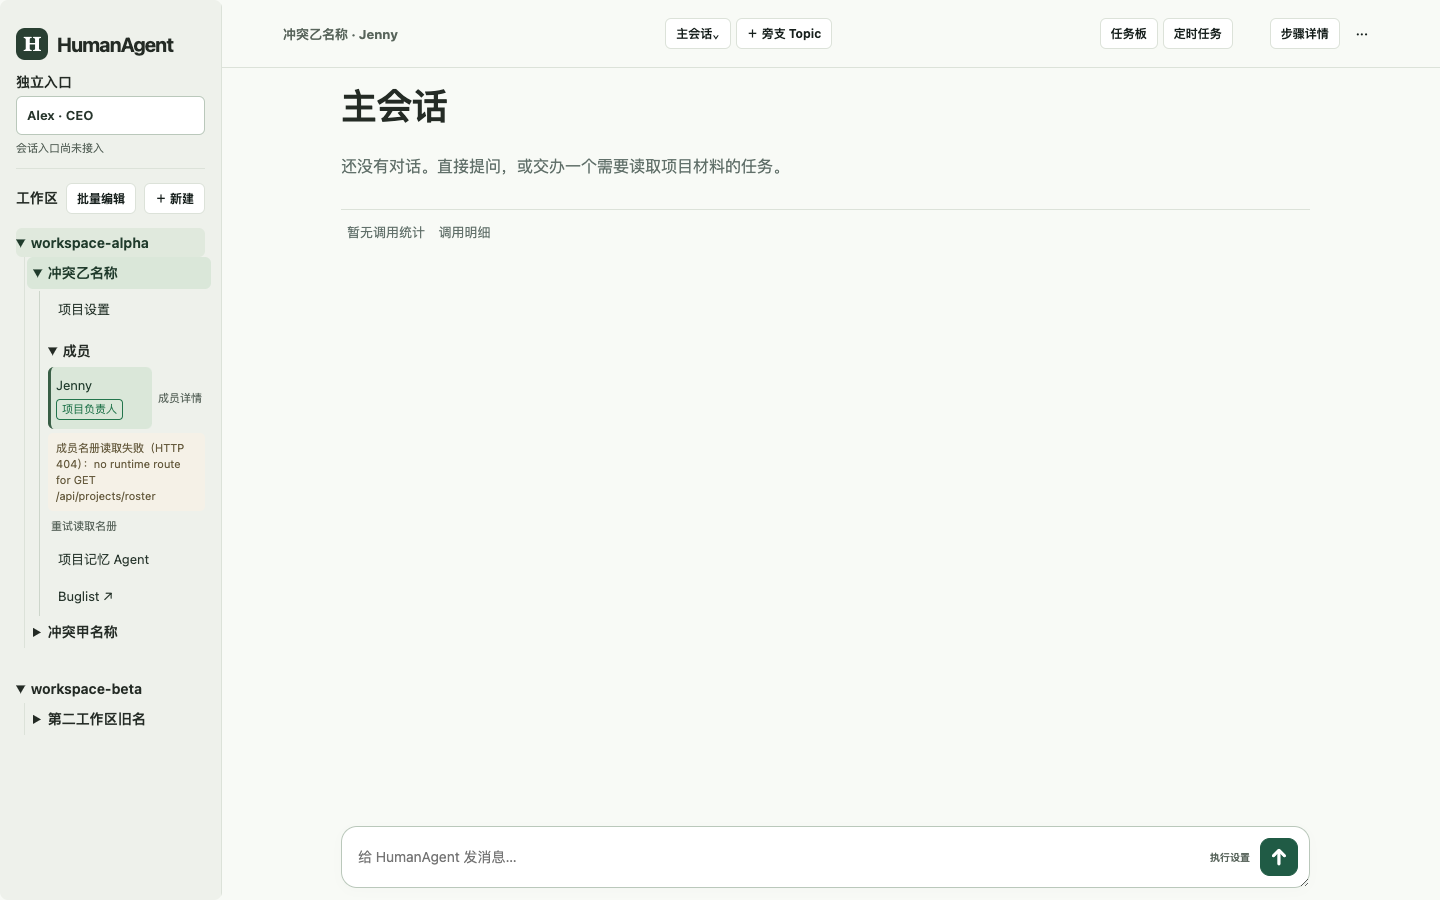 H HumanAgent
独立入口
Alex · CEO
会话入口尚未接入
工作区 批量编辑 + 新建
▼ workspace-alpha
▼ 冲突乙名称
项目设置
▼ 成员
Jenny
项目负责人
成员详情
成员名册读取失败（HTTP
404）：no runtime route
for GET
/api/projects/roster
重试读取名册
项目记忆 Agent
Buglist ↗
▶ 冲突甲名称
▼ workspace-beta
▶ 第二工作区旧名
冲突乙名称 · Jenny 主会话⌄ + 旁支 Topic 任务板 定时任务 步骤详情 ···
主会话
还没有对话。直接提问，或交办一个需要读取项目材料的任务。
暂无调用统计 调用明细
给 HumanAgent 发消息... 执行设置